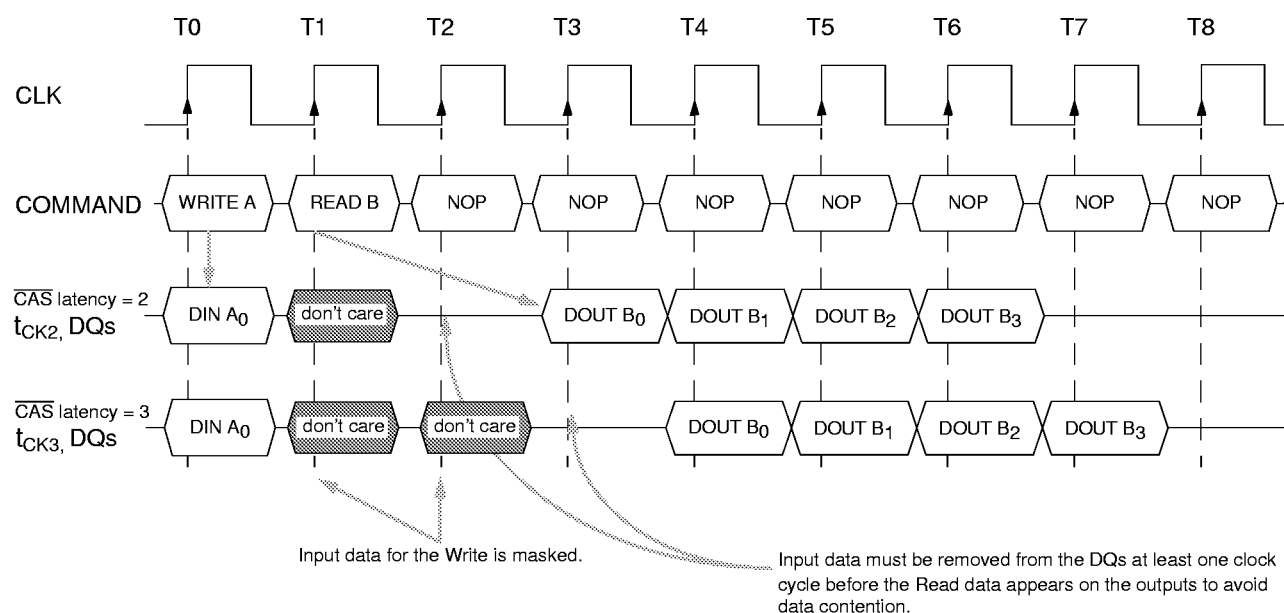 T0 T1 T2 T3 T4 T5 T6 T7 T8
CLK
COMMAND WRITE A READ B NOP NOP NOP NOP NOP NOP NOP
CAS latency = 2
tCK2, DQs DIN A0 don't care DOUT B0 DOUT B1 DOUT B2 DOUT B3
CAS latency = 3
tCK3, DQs DIN A0 don't care don't care DOUT B0 DOUT B1 DOUT B2 DOUT B3
Input data for the Write is masked.
Input data must be removed from the DQs at least one clock
cycle before the Read data appears on the outputs to avoid
data contention.